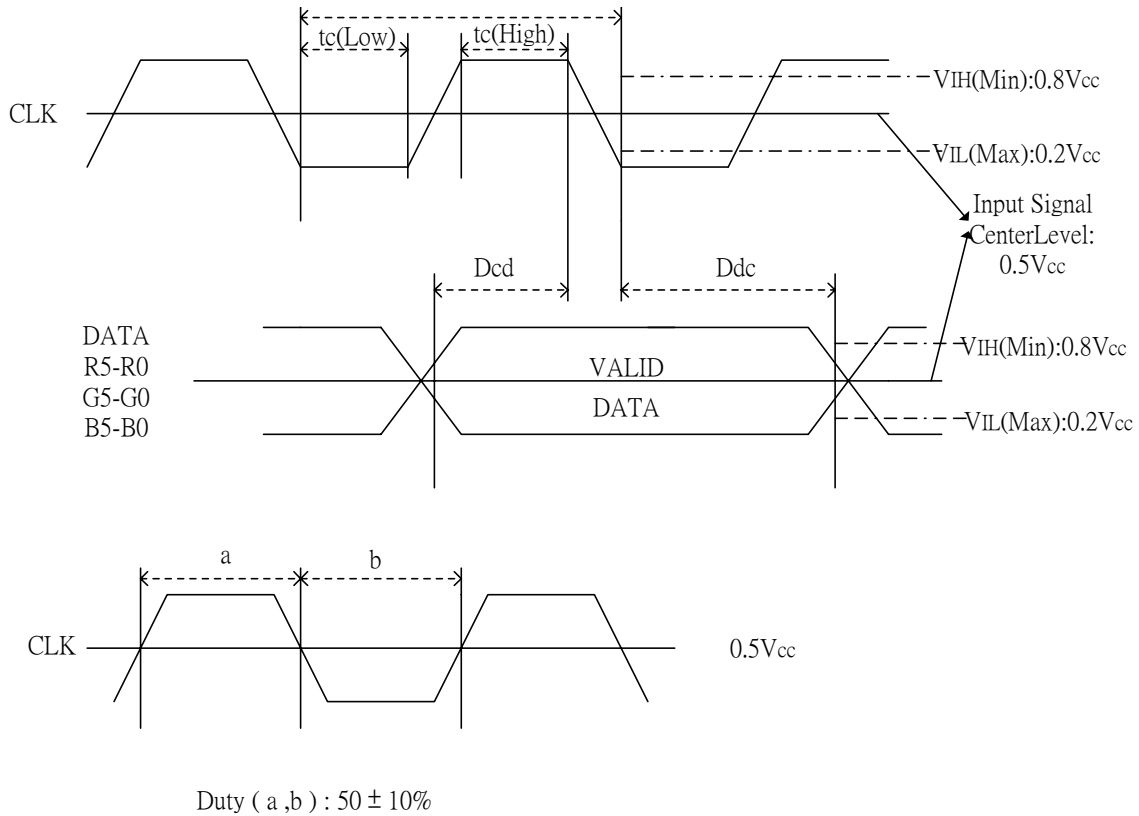 tc(Low)
tc(High)
VIH(Min):0.8Vcc
CLK
VIL(Max):0.2Vcc
Input Signal
CenterLevel:
0.5Vcc
Dcd
Ddc
DATA
R5-R0
G5-G0
B5-B0
VALID
DATA
VIH(Min):0.8Vcc
VIL(Max):0.2Vcc
a
b
CLK
0.5Vcc
Duty ( a ,b ) : 50 ± 10%